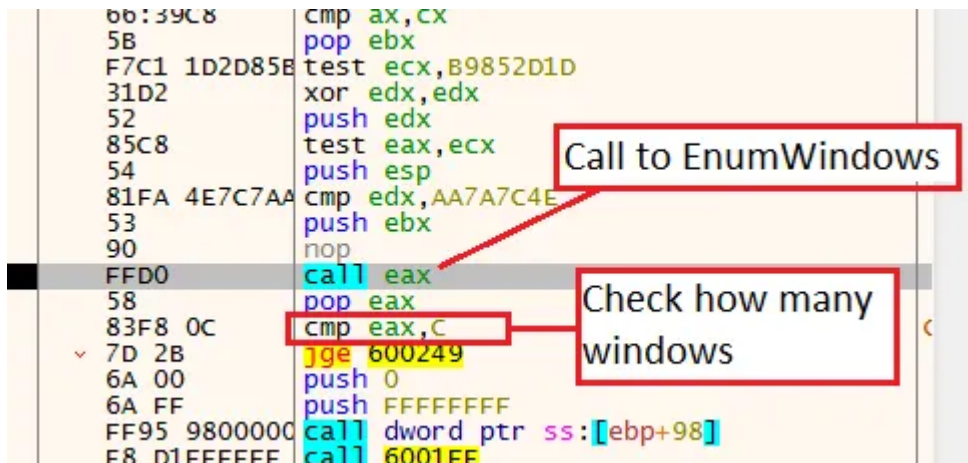 66:39C8 cmp ax,cx
5B pop ebx
F7C1 1D2D85B test ecx,B9852D1D
31D2 xor edx,edx
52 push edx
85C8 test eax,ecx
54 push esp
81FA 4E7C7AA cmp edx,AA7A7C4E
53 push ebx
90 nop
FFD0 call eax
58 pop eax
83F8 0C cmp eax,C
7D 2B jge 600249
6A 00 push 0
6A FF push FFFFFFFF
FF95 9800000 call dword ptr ss:[ebp+98]
E8 D1FFFFFF call 6001FF
Call to EnumWindows
Check how many
windows